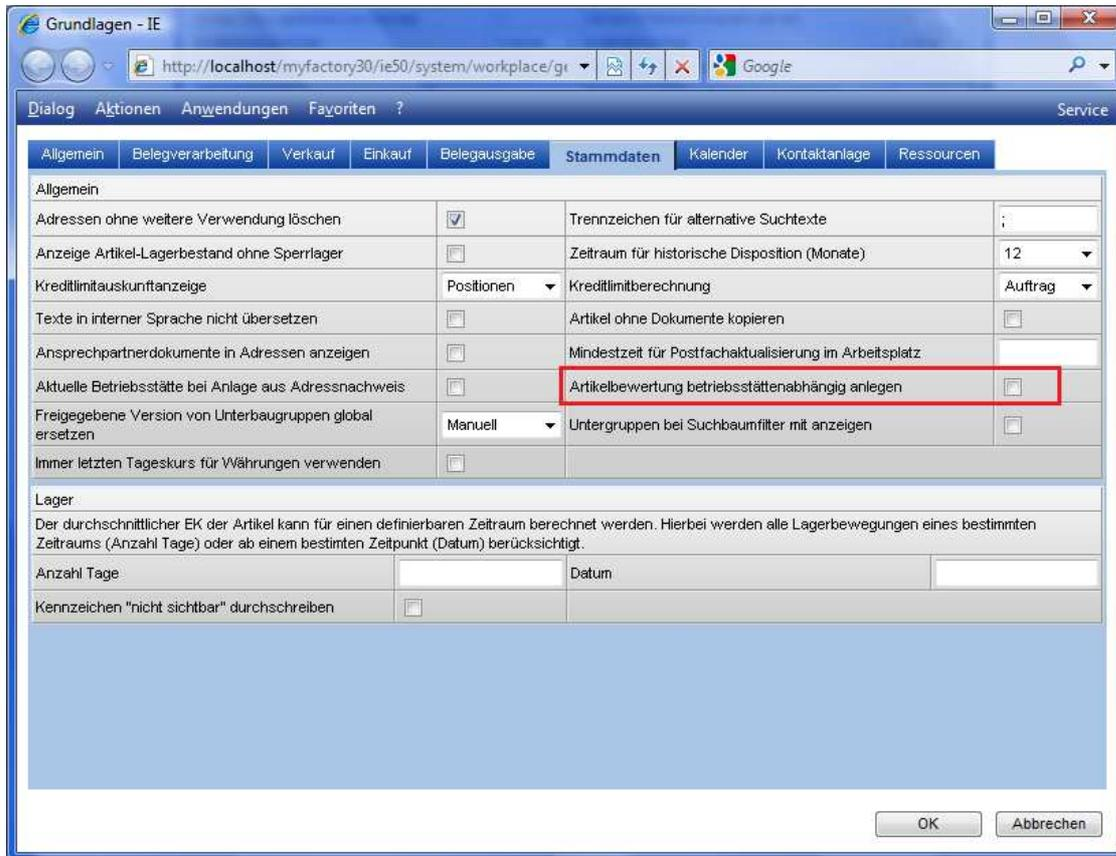 Grundlagen - IE
http://localhost/myfactory30/ie50/system/workplace/ge
Google
Dialog Aktionen Anwendungen Favoriten ? Service
Allgemein Belegverarbeitung Verkauf Einkauf Belegausgabe Stammdaten Kalender Kontaktanlage Ressourcen
Allgemein
Adressen ohne weitere Verwendung löschen Trennzeichen für alternative Suchtexte ;
Anzeige Artikel-Lagerbestand ohne Sperrlager Zeitraum für historische Disposition (Monate) 12
Kreditlimitauskunftanzeige Positionen Kreditlimitberechnung Auftrag
Texte in interner Sprache nicht übersetzen Artikel ohne Dokumente kopieren
Ansprechpartnerdokumente in Adressen anzeigen Mindestzeit für Postfachaktualisierung im Arbeitsplatz
Aktuelle Betriebsstätte bei Anlage aus Adressnachweis Artikelbewertung betriebsstättenabhängig anlegen
Freigegebene Version von Unterbaugruppen global
ersetzen Manuell Untergruppen bei Suchbaumfilter mit anzeigen
Immer letzten Tageskurs für Währungen verwenden
Lager
Der durchschnittlicher EK der Artikel kann für einen definierbaren Zeitraum berechnet werden. Hierbei werden alle Lagerbewegungen eines bestimmten
Zeitraums (Anzahl Tage) oder ab einem bestimten Zeitpunkt (Datum) berücksichtigt.
Anzahl Tage Datum
Kennzeichen "nicht sichtbar" durchschreiben
OK Abbrechen